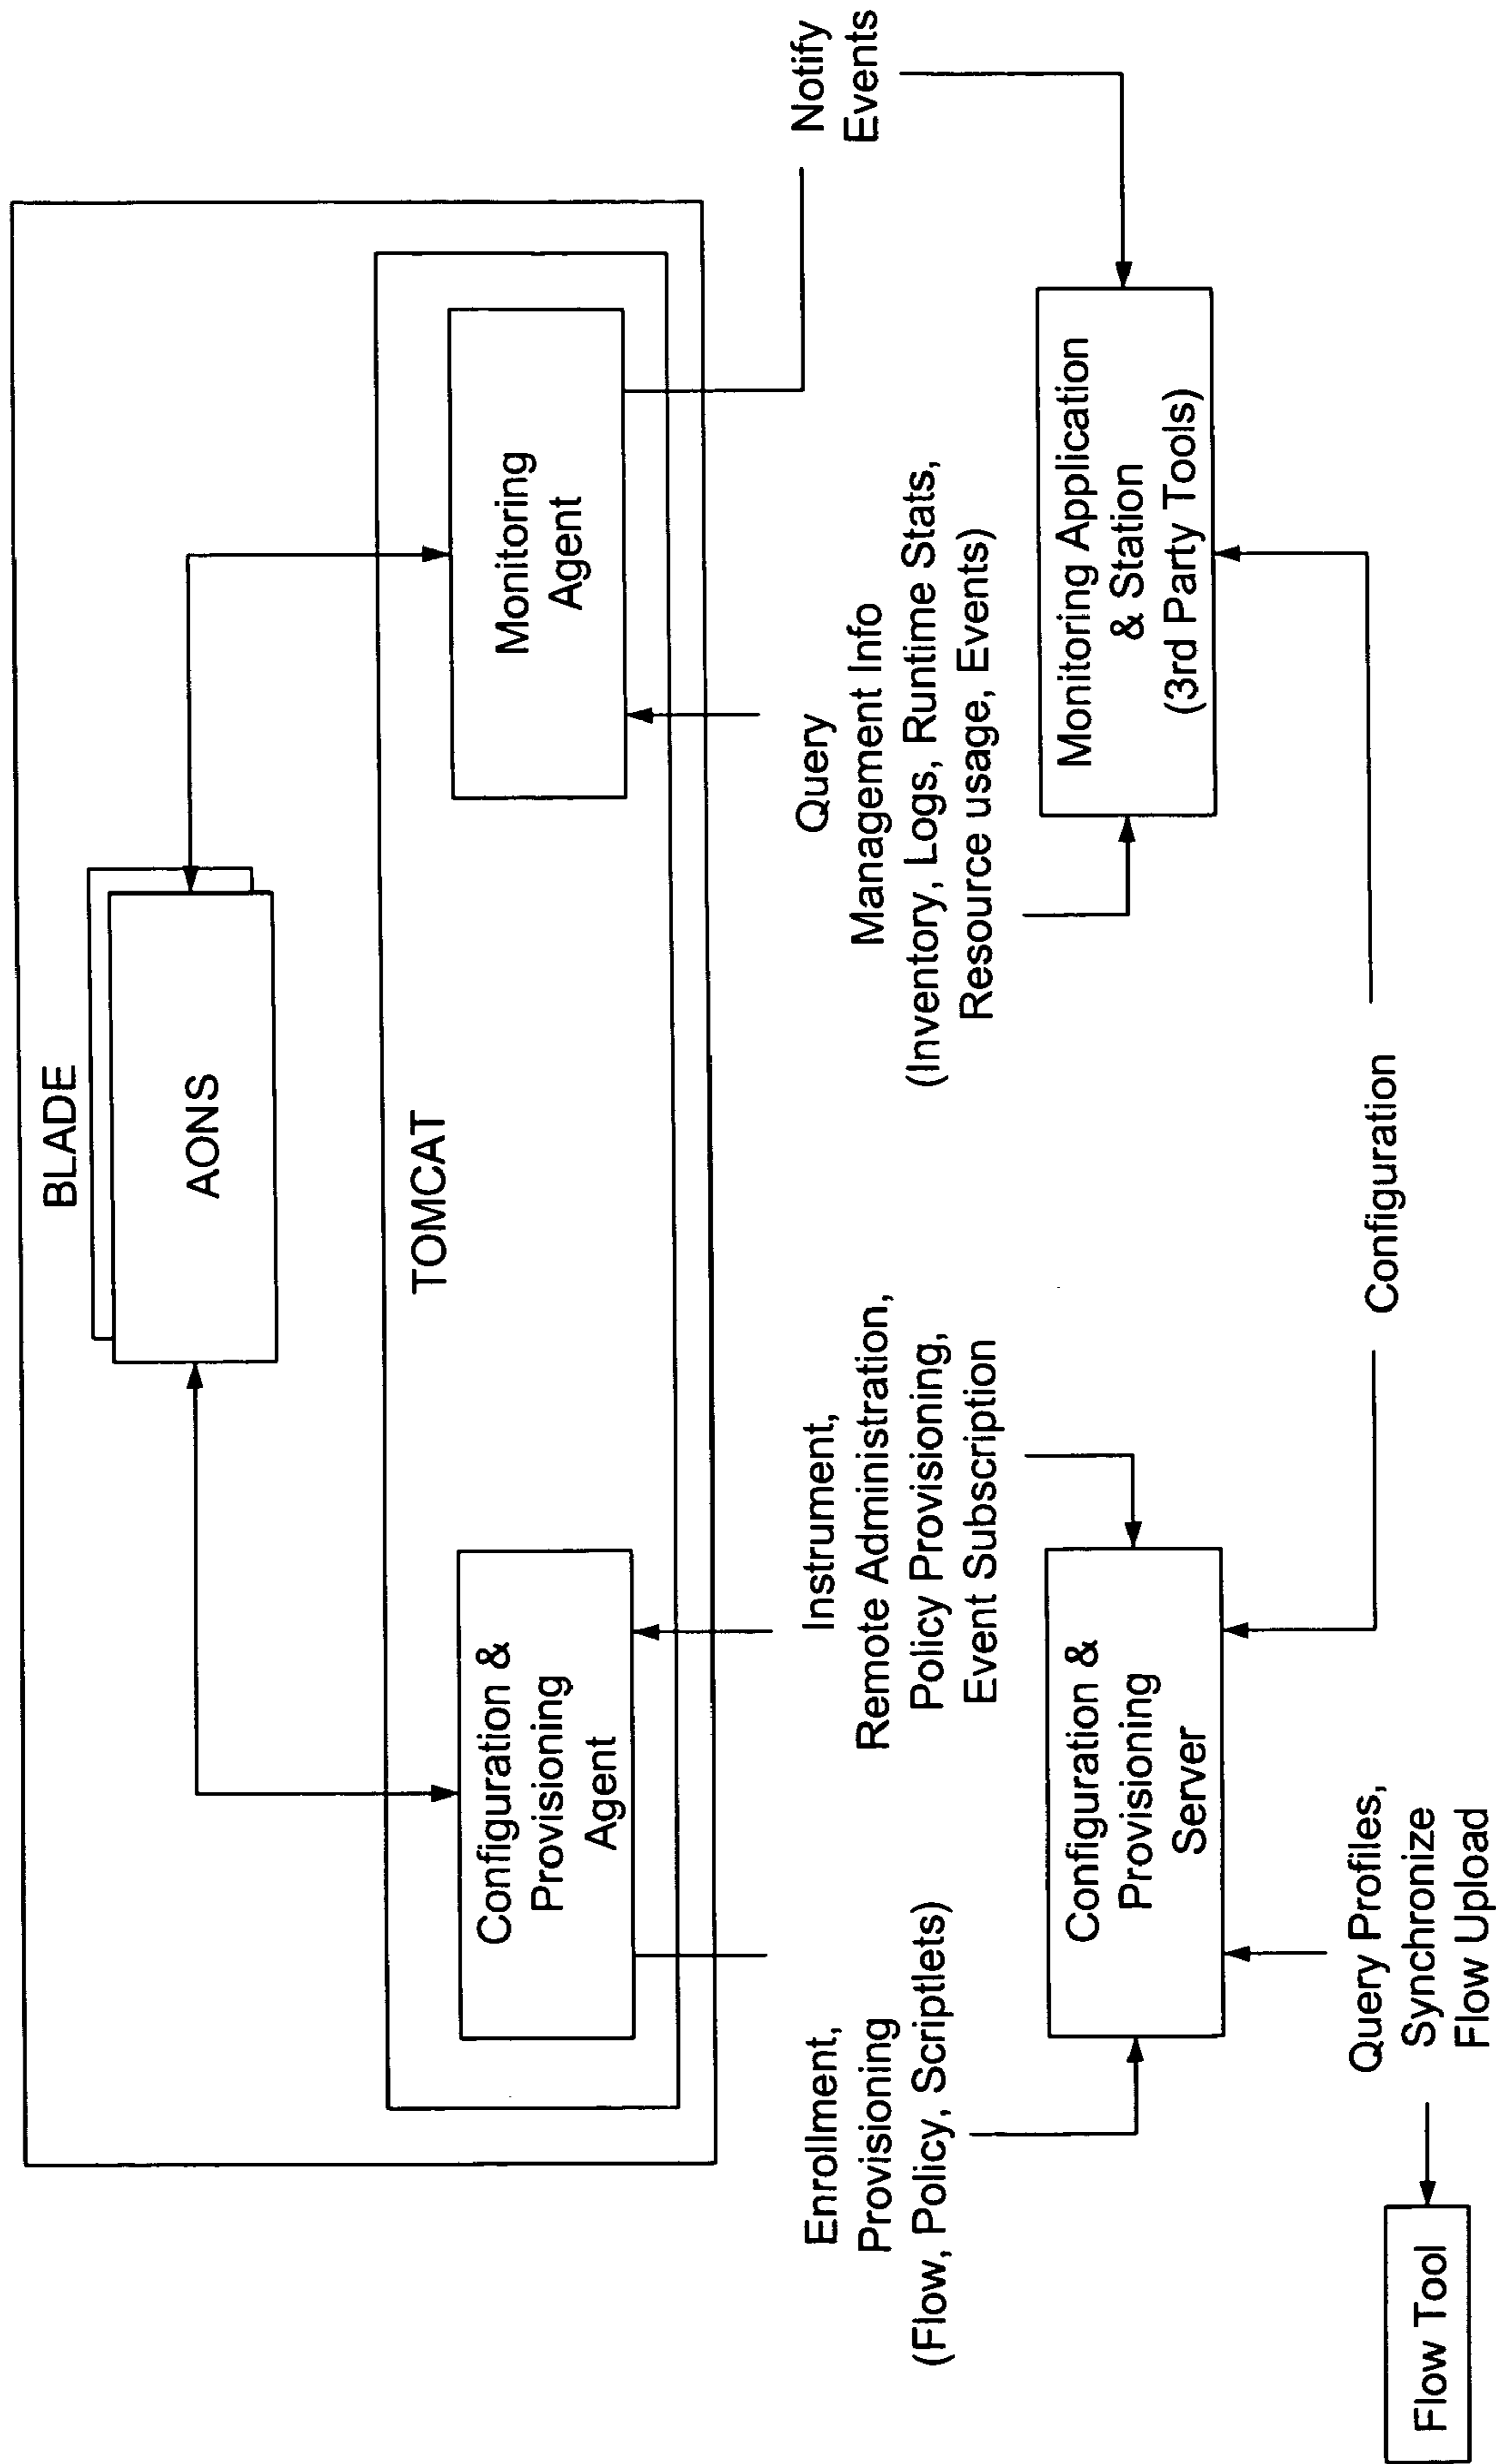 BLADE
AONS
TOMCAT
Configuration &
Provisioning
Agent
Monitoring
Agent
Enrollment,
Provisioning
(Flow, Policy, Scriptlets)
Instrument,
Remote Administration,
Policy Provisioning,
Event Subscription
Query
Management Info
(Inventory, Logs, Runtime Stats,
Resource usage, Events)
Notify
Events
Configuration &
Provisioning
Server
Monitoring Application
& Station
(3rd Party Tools)
Configuration
Query Profiles,
Synchronize
Flow Upload
Flow Tool